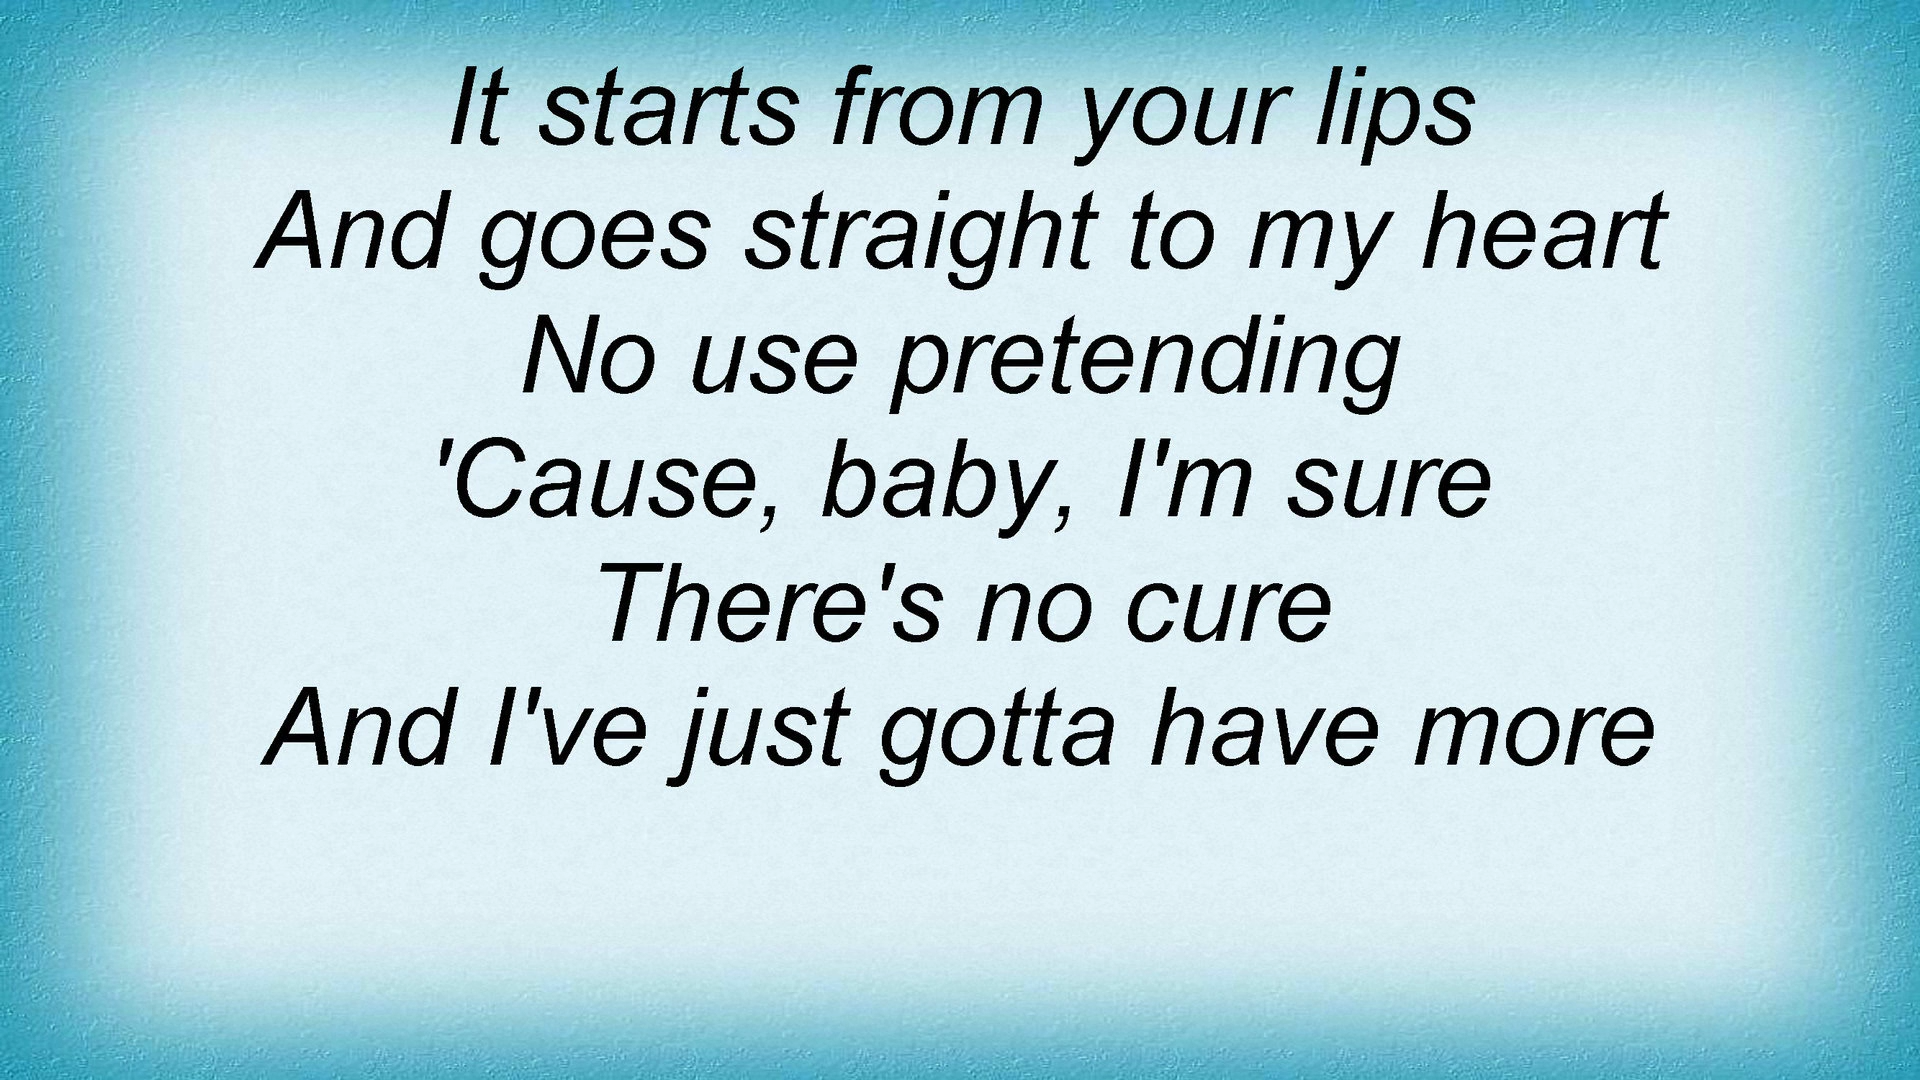 It starts from your lips
And goes straight to my heart
No use pretending
'Cause, baby, I'm sure
There's no cure
And I've just gotta have more